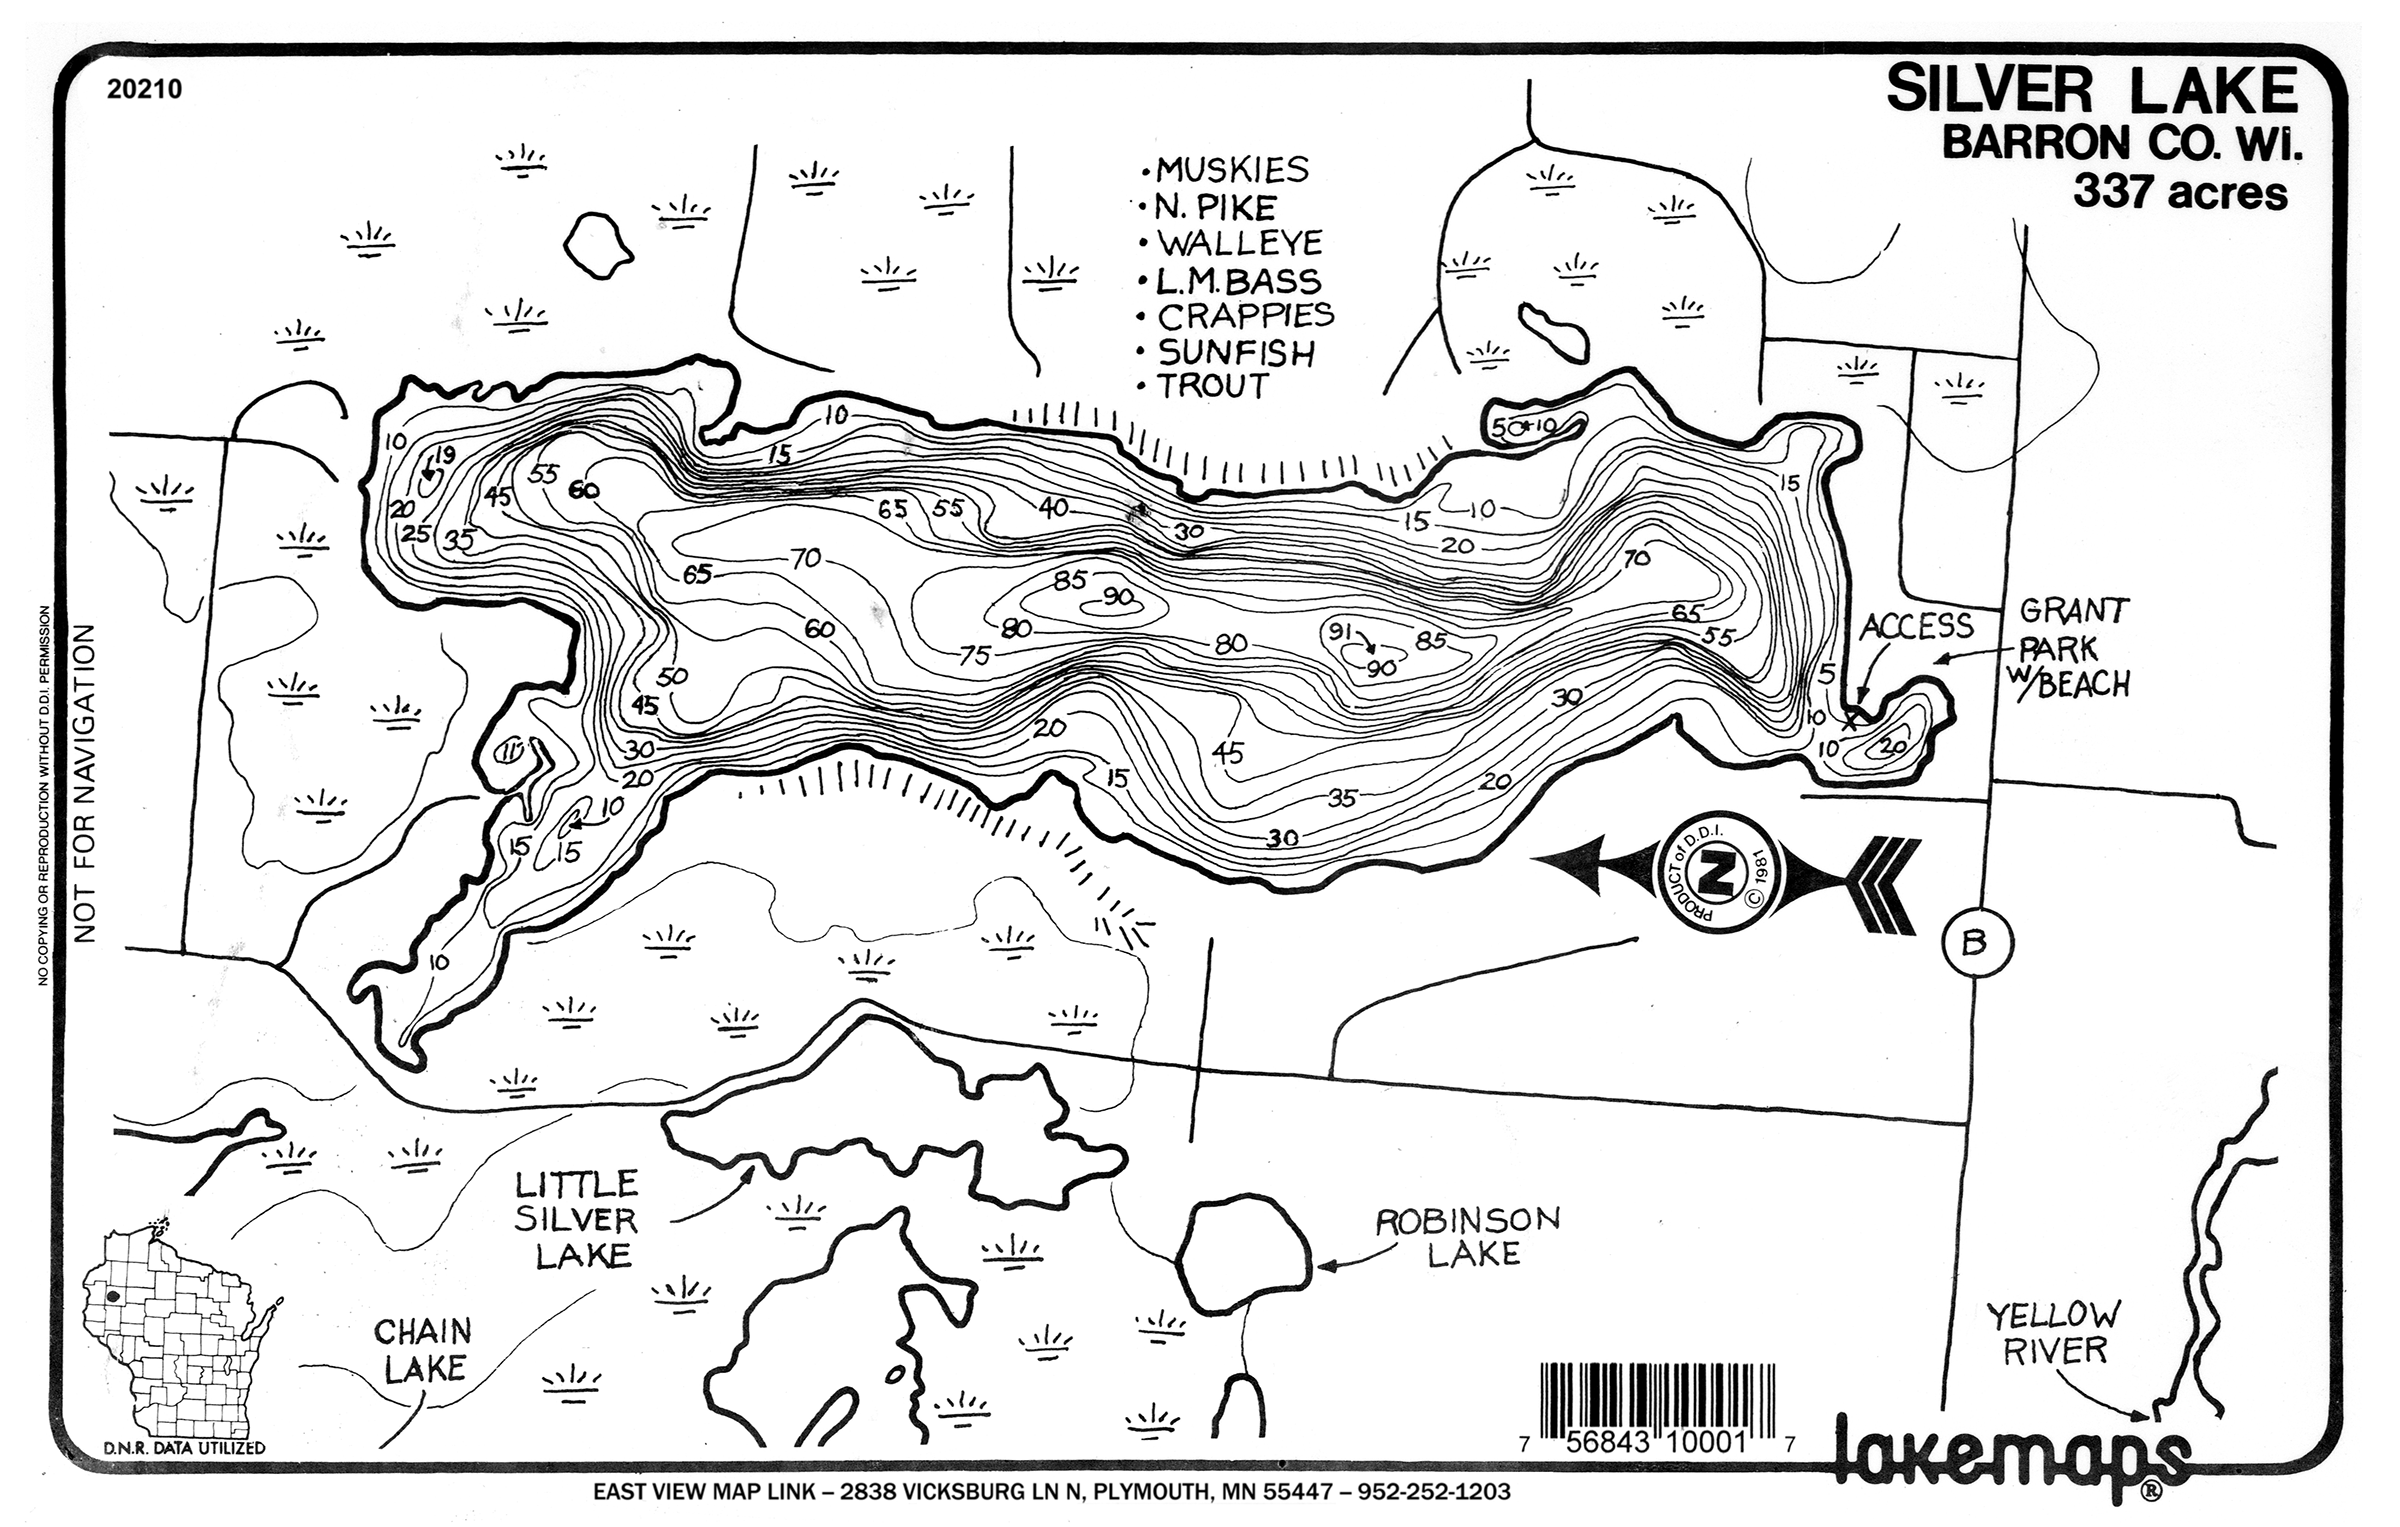 20210
SILVER LAKE
BARRON CO. WI.
337 acres
• MUSKIES
• N. PIKE
• WALLEYE
• L.M. BASS
• CRAPPIES
• SUNFISH
• TROUT
10
10
15
5
10
19
55
60
45
20
25
35
65
55
40
30
15
10
20
15
70
65
85
90
70
65
55
60
80
75
80
91
85
90
50
45
30
20
5
10
10
20
30
20
45
15
20
35
30
11
10
15
15
10
ACCESS
GRANT
PARK
W/BEACH
NO COPYING OR REPRODUCTION WITHOUT D.D.I. PERMISSION
NOT FOR NAVIGATION
PRODUCT of D.D.I.
N
© 1981
B
LITTLE
SILVER
LAKE
ROBINSON
LAKE
CHAIN
LAKE
YELLOW
RIVER
D.N.R. DATA UTILIZED
7 56843 10001 7
lakemaps®
EAST VIEW MAP LINK – 2838 VICKSBURG LN N, PLYMOUTH, MN 55447 – 952-252-1203